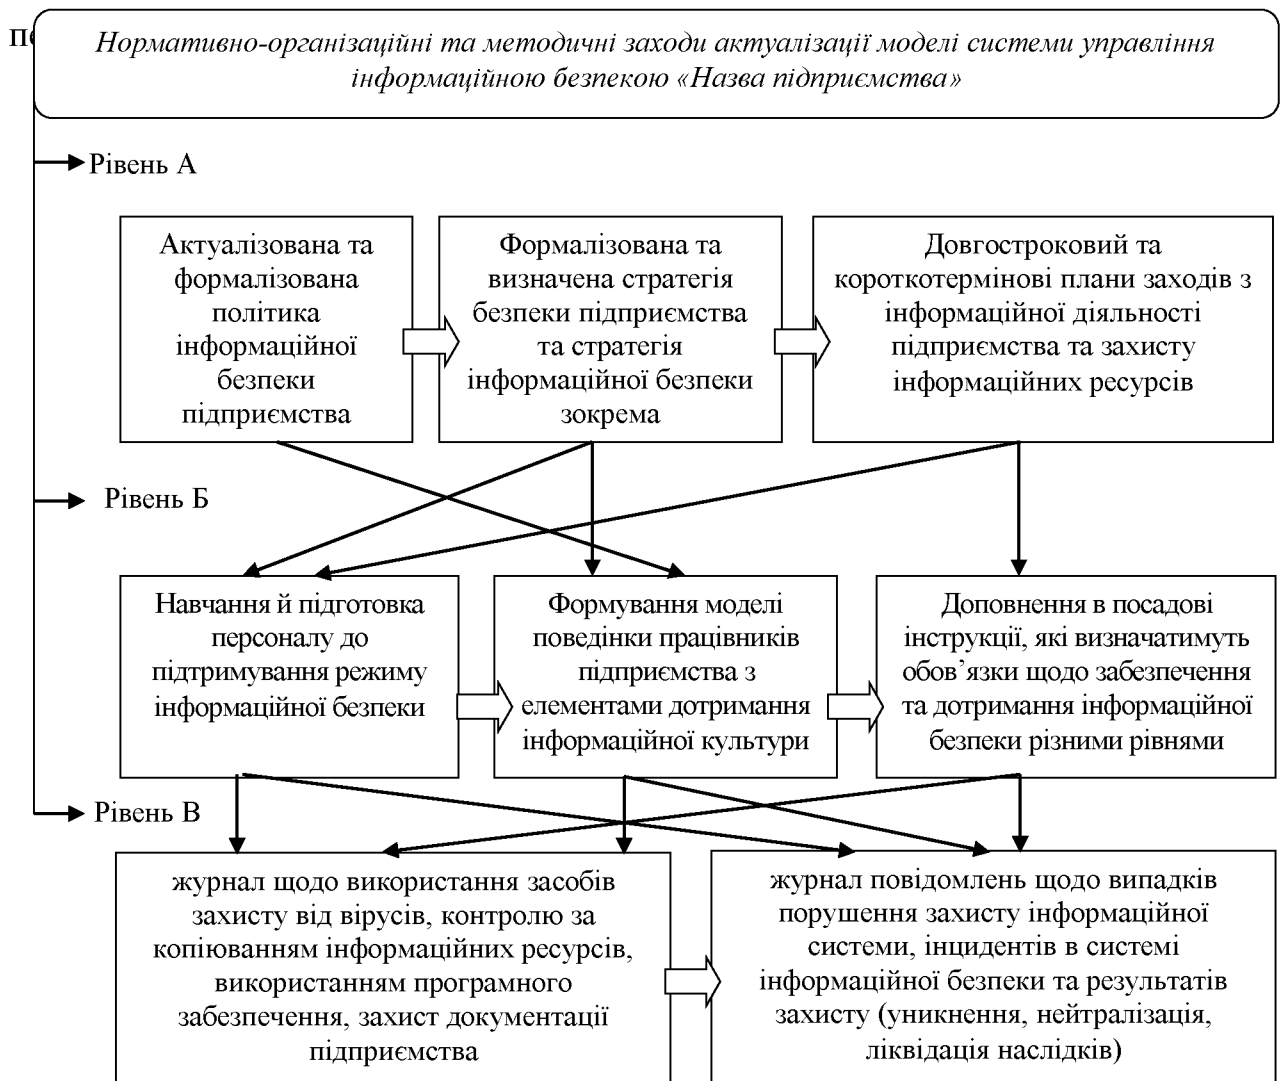 пе
Нормативно-організаційні та методичні заходи актуалізації моделі системи управління
інформаційною безпекою «Назва підприємства»
Рівень А
Актуалізована та
формалізована
політика
інформаційної
безпеки
підприємства
Формалізована та
визначена стратегія
безпеки підприємства
та стратегія
інформаційної безпеки
зокрема
Довгостроковий та
короткотермінові плани заходів з
інформаційної діяльності
підприємства та захисту
інформаційних ресурсів
Рівень Б
Навчання й підготовка
персоналу до
підтримування режиму
інформаційної безпеки
Формування моделі
поведінки працівників
підприємства з
елементами дотримання
інформаційної культури
Доповнення в посадові
інструкції, які визначатимуть
обов’язки щодо забезпечення
та дотримання інформаційної
безпеки різними рівнями
Рівень В
журнал щодо використання засобів
захисту від вірусів, контролю за
копіюванням інформаційних ресурсів,
використанням програмного
забезпечення, захист документації
підприємства
журнал повідомлень щодо випадків
порушення захисту інформаційної
системи, інцидентів в системі
інформаційної безпеки та результатів
захисту (уникнення, нейтралізація,
ліквідація наслідків)